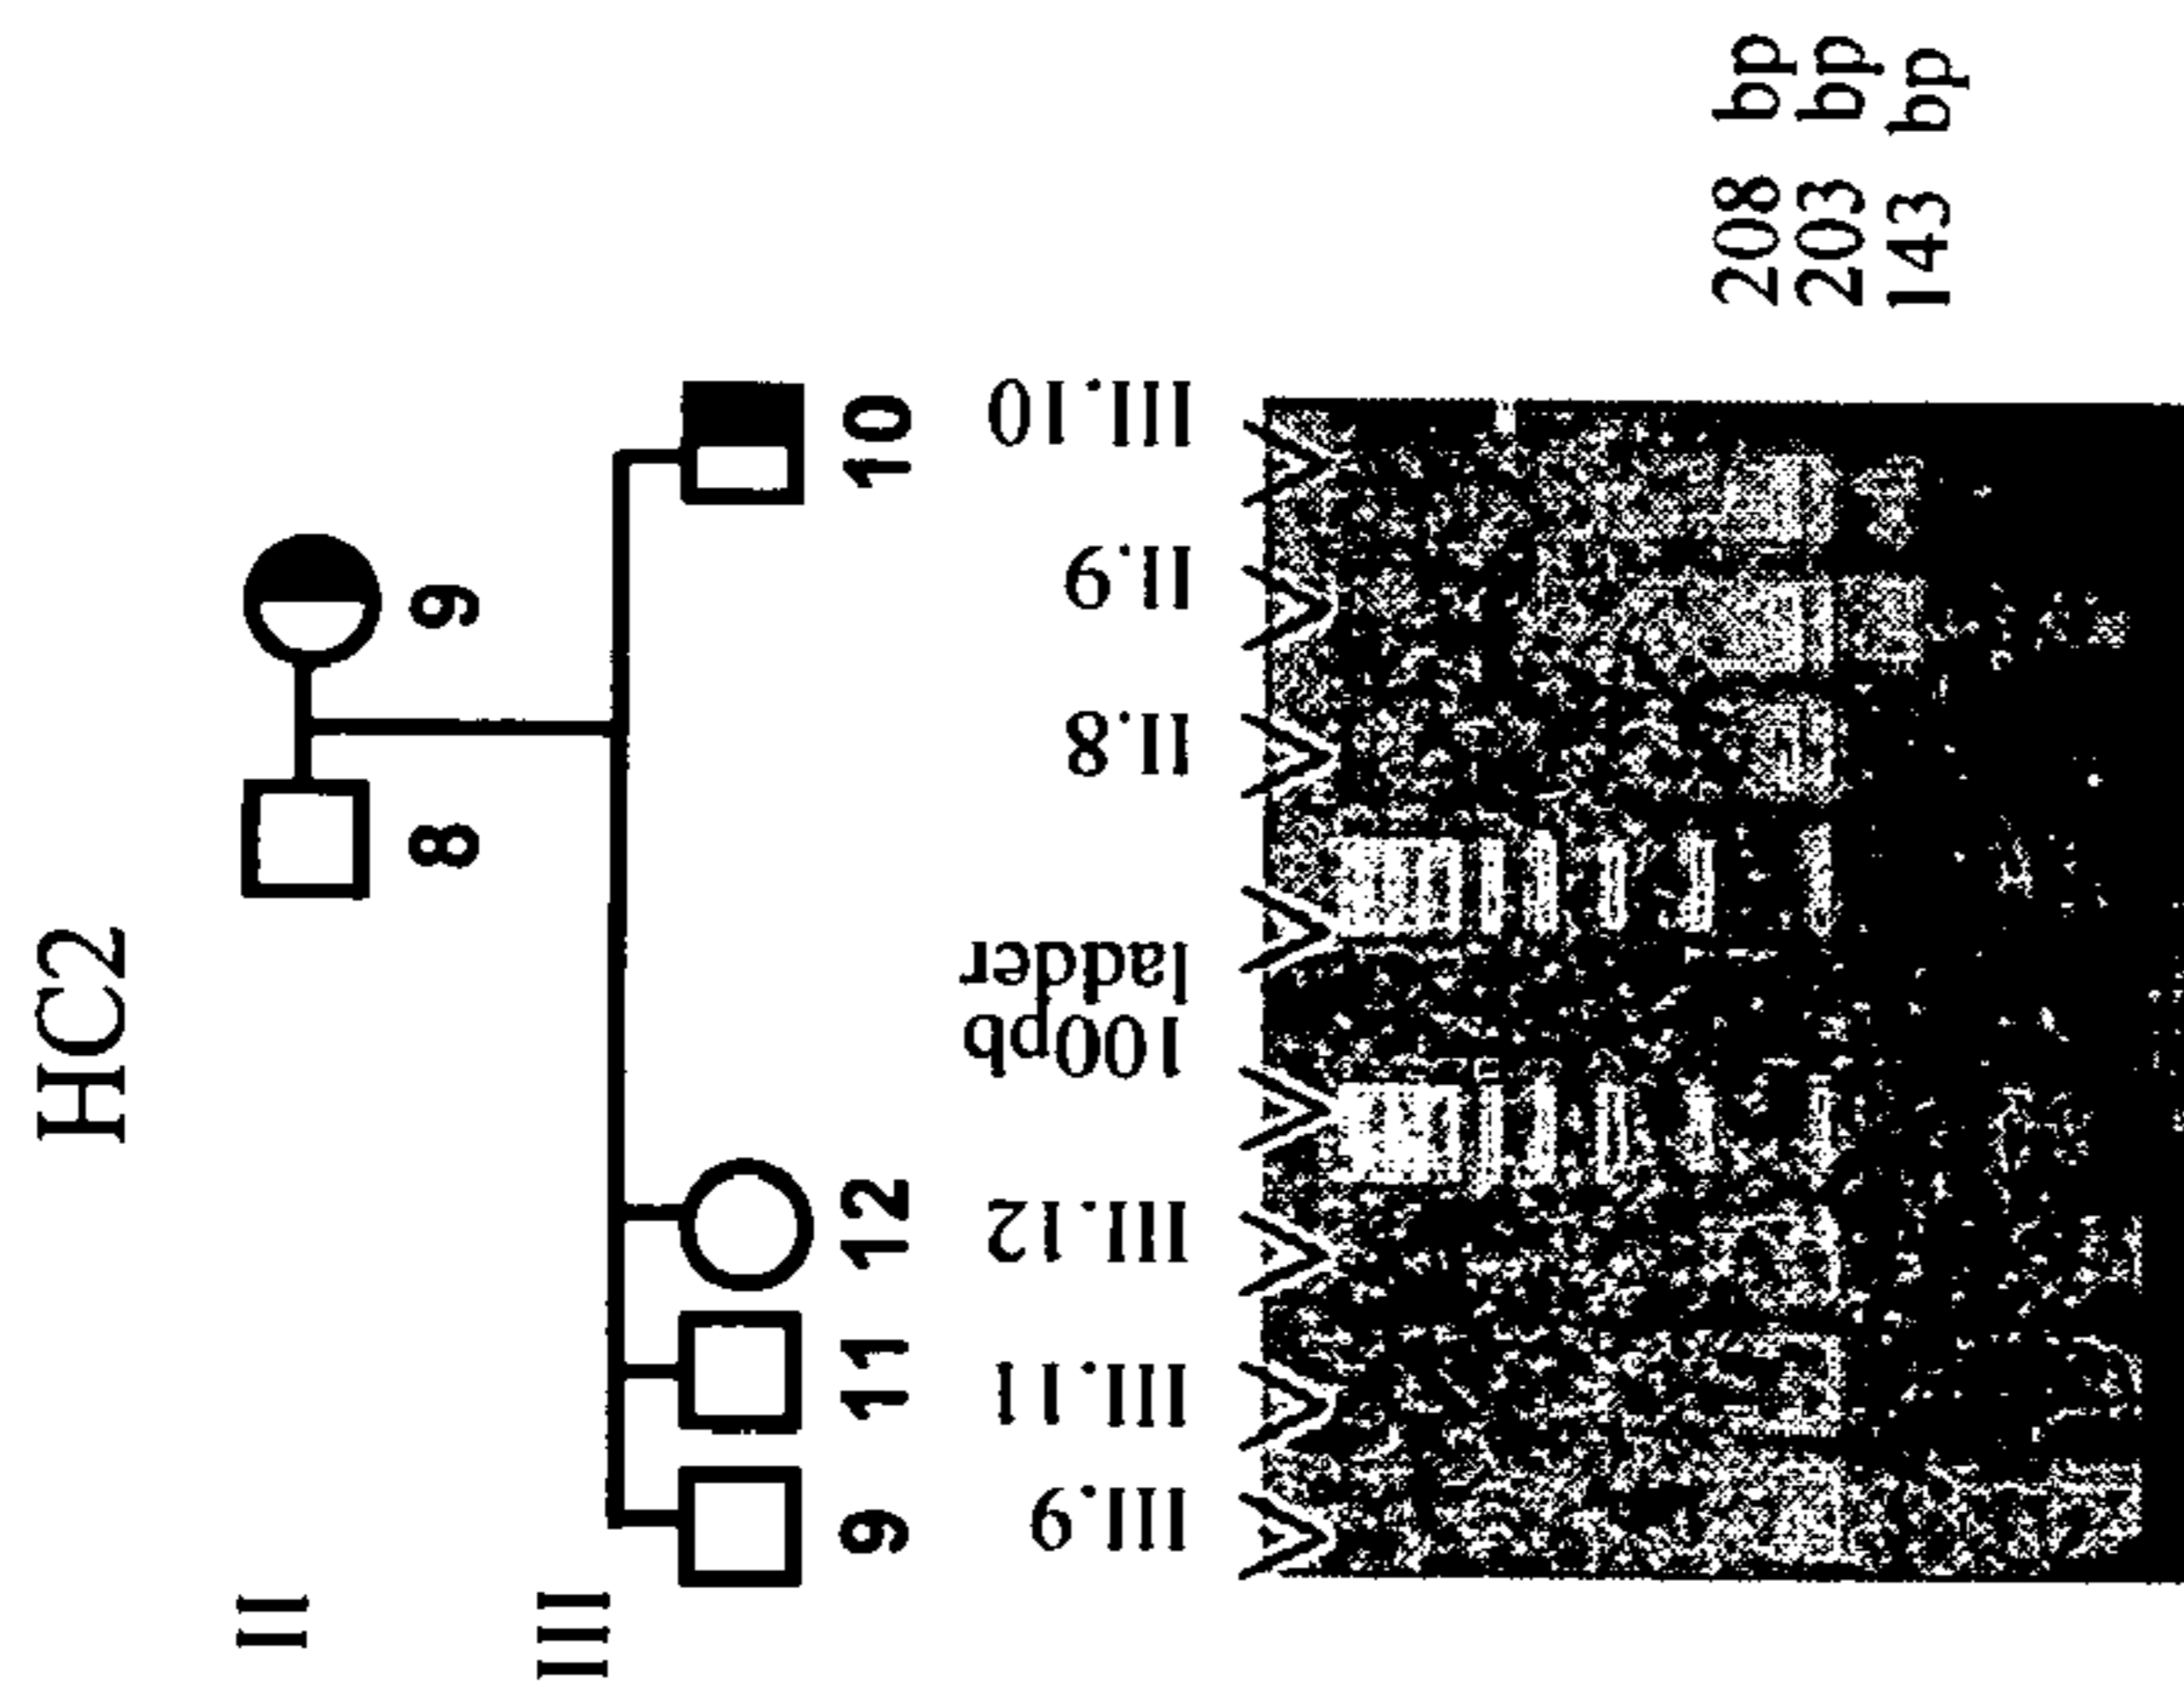 HC2
II
8
9
III
9
11
12
10
III.9
III.11
III.12
100pb
ladder
II.8
II.9
III.10
208 bp
203 bp
143 bp